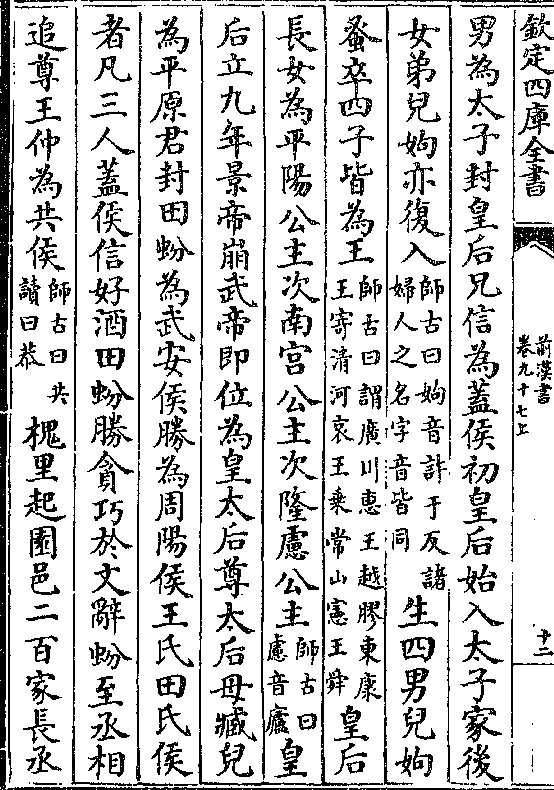 欽定四庫全書
前漢書
卷九十七上
十二
男為太子封皇后兄信為蓋侯初皇后始入太子家後
女弟兒姁亦復入師古曰姁音許于反諸婦人之名字音皆同生四男兒姁
蚤卒四子皆為王師古曰謂廣川惠王越膠東康王寄清河哀王乗常山憲王舜皇后
長女為平陽公主次南宫公主次隆慮公主師古曰慮音廬皇
后立九年景帝崩武帝即位為皇太后尊太后母臧兒
為平原君封田蚡為武安侯勝為周陽侯王氏田氏侯
者凡三人蓋侯信好酒田蚡勝貪巧於文辭蚡至丞相
追尊王仲為共侯師古曰共讀曰恭槐里起園邑二百家長丞